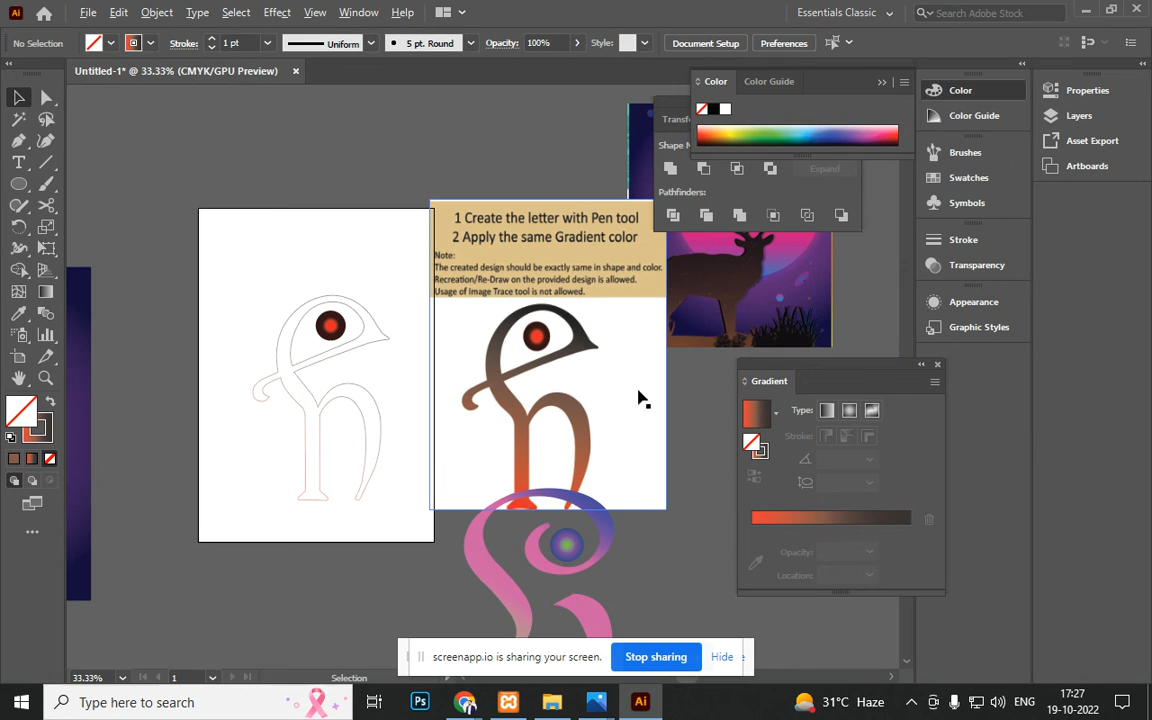 Ai File Edit Object Type Select Effect View Window Help Essentials Classic Search Adobe Stock
No Selection Stroke: 1 pt Uniform 5 pt. Round Opacity: 100% Style: Document Setup Preferences
Untitled-1* @ 33.33% (CMYK/GPU Preview)
Color Color Guide
Shape
Pathfinders:
Expand
1 Create the letter with Pen tool
2 Apply the same Gradient color
Note:
The created design should be exactly same in shape and color.
Recreation/Re-Draw on the provided design is allowed.
Usage of Image Trace tool is not allowed.
Color
Color Guide
Brushes
Swatches
Symbols
Stroke
Transparency
Appearance
Graphic Styles
Properties
Layers
Asset Export
Artboards
Gradient
Type:
Stroke:
Opacity:
Location:
screenapp.io is sharing your screen. Stop sharing Hide
33.33% 1 Selection
Type here to search Ps Ai 31°C Haze ENG 17:27
19-10-2022